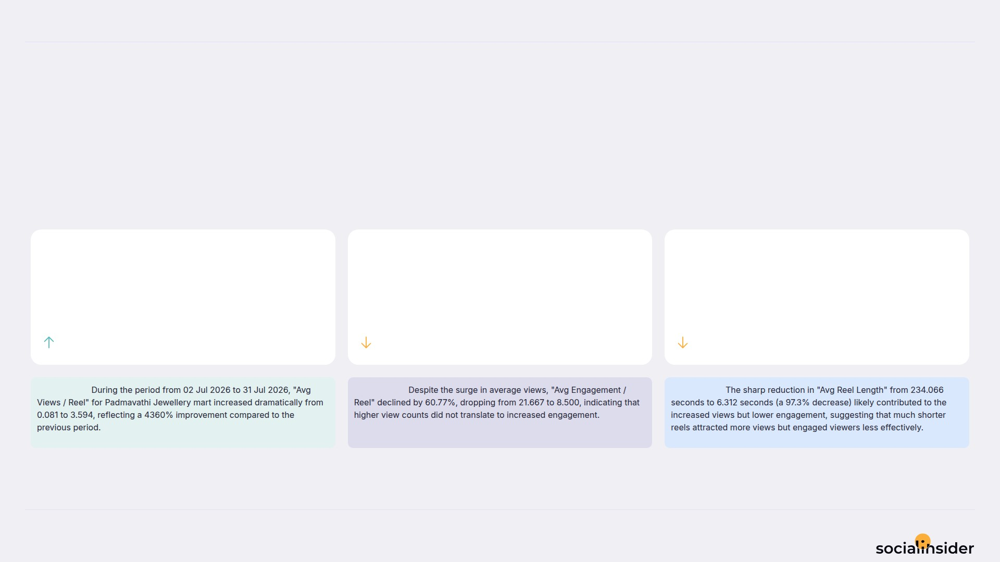 During the period from 02 Jul 2026 to 31 Jul 2026, "Avg
Views / Reel" for Padmavathi Jewellery mart increased dramatically from
0.081 to 3.594, reflecting a 4360% improvement compared to the
previous period.
Despite the surge in average views, "Avg Engagement /
Reel" declined by 60.77%, dropping from 21.667 to 8.500, indicating that
higher view counts did not translate to increased engagement.
The sharp reduction in "Avg Reel Length" from 234.066
seconds to 6.312 seconds (a 97.3% decrease) likely contributed to the
increased views but lower engagement, suggesting that much shorter
reels attracted more views but engaged viewers less effectively.
socialinsider